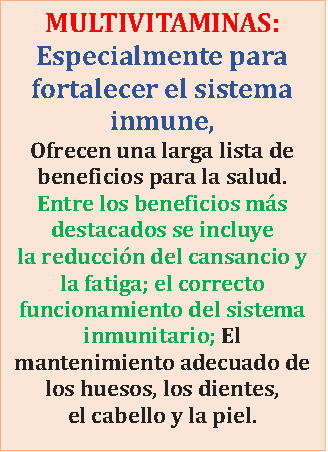 MULTIVITAMINAS:
Especialmente para
fortalecer el sistema
inmune,
Ofrecen una larga lista de
beneficios para la salud.
Entre los beneficios más
destacados se incluye
la reducción del cansancio y
la fatiga; el correcto
funcionamiento del sistema
inmunitario; El
mantenimiento adecuado de
los huesos, los dientes,
el cabello y la piel.